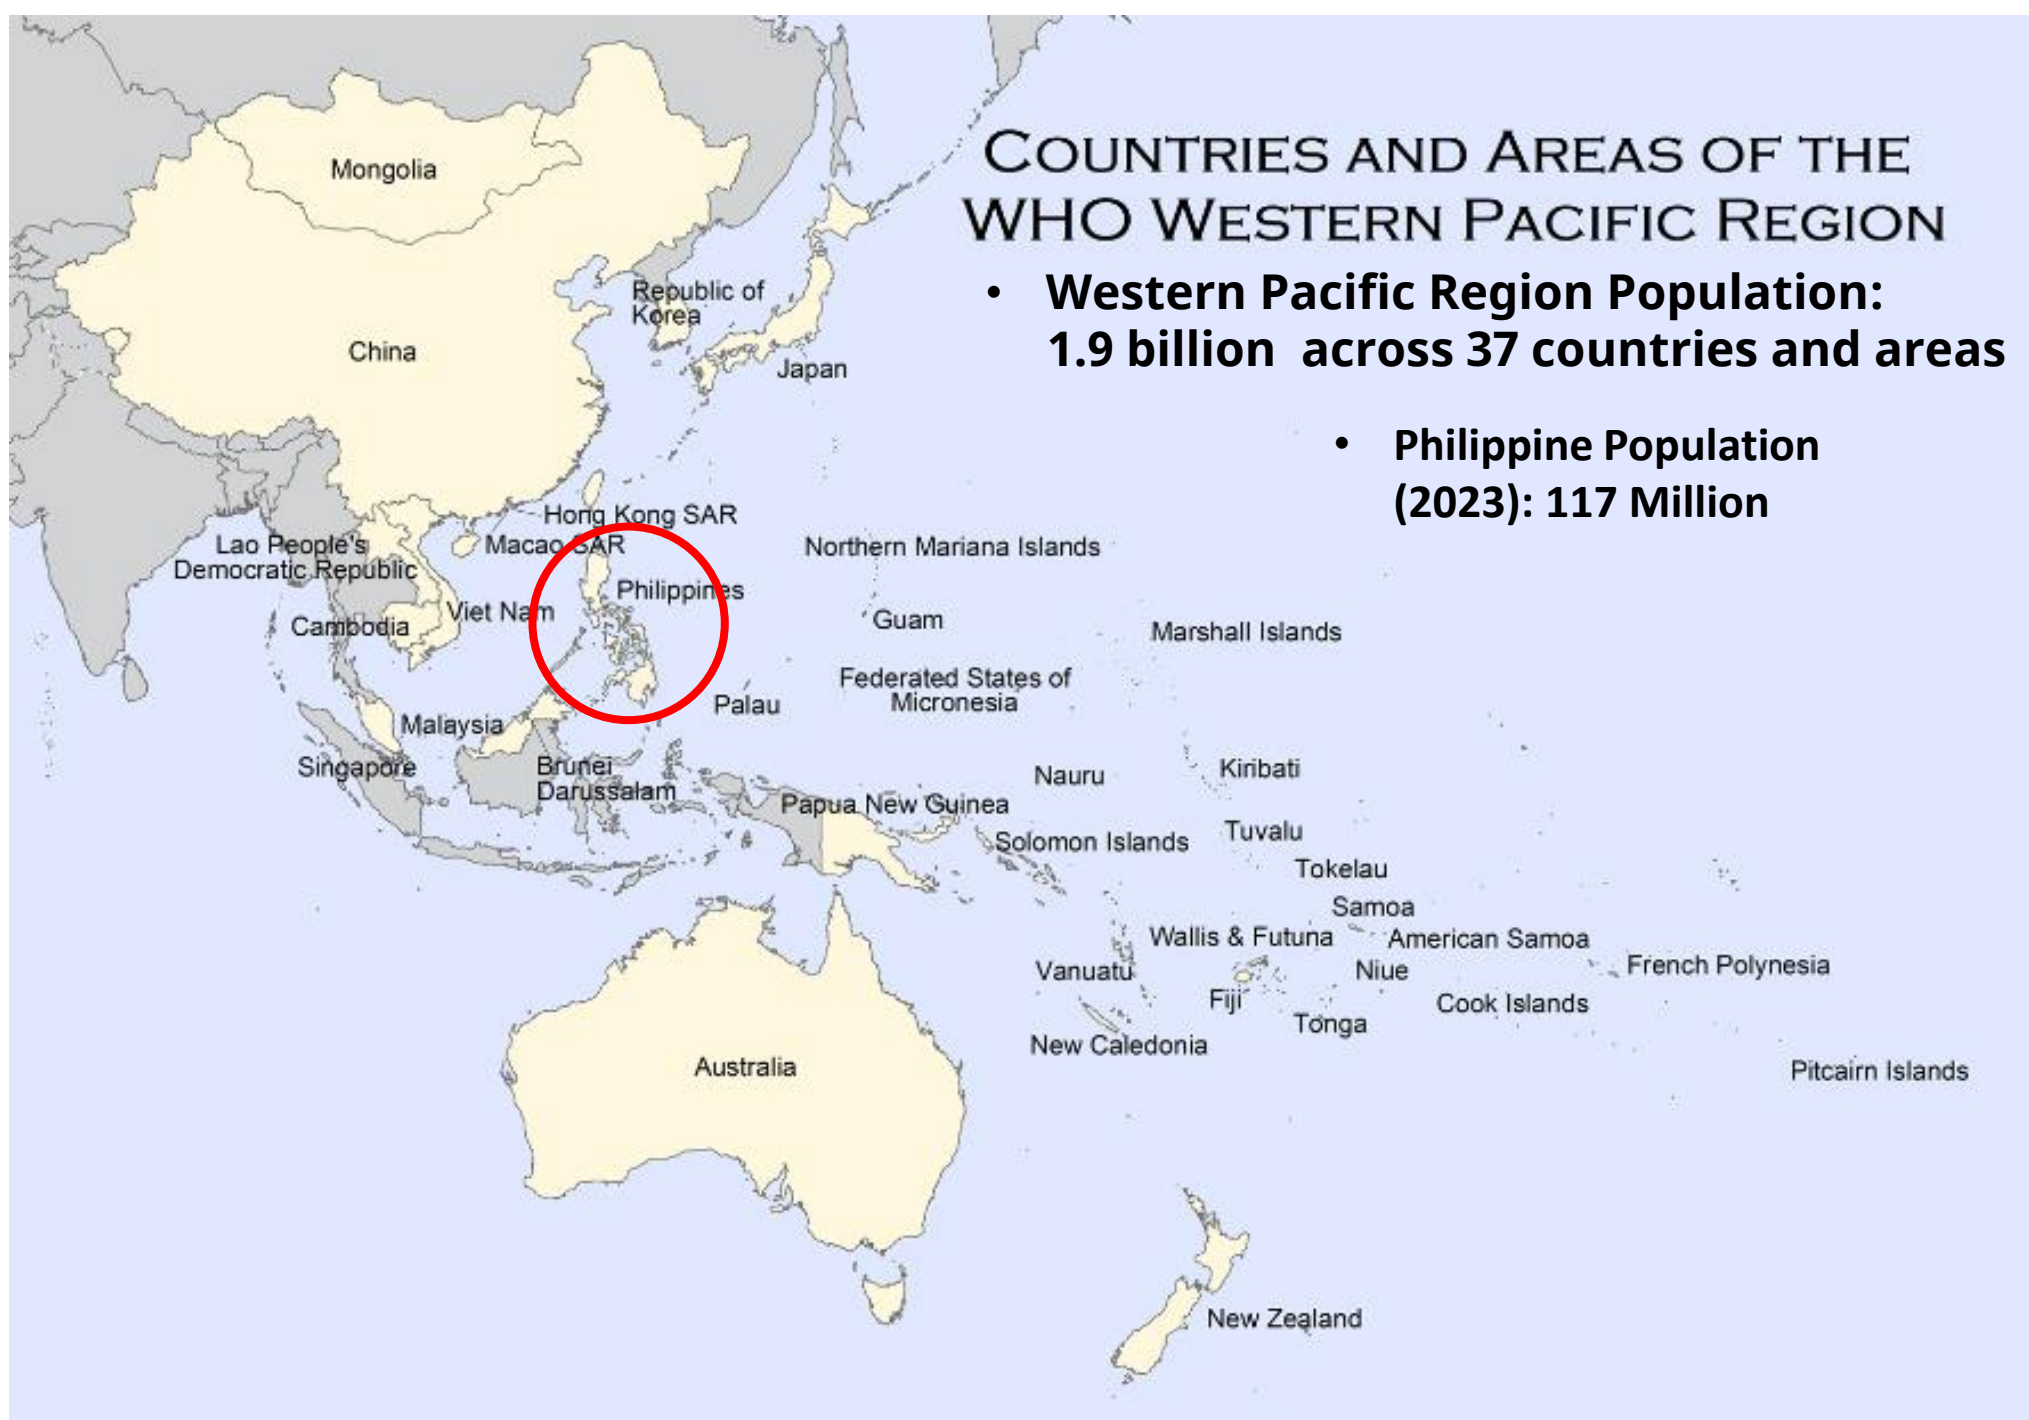 COUNTRIES AND AREAS OF THE
WHO WESTERN PACIFIC REGION
• Western Pacific Region Population:
1.9 billion across 37 countries and areas
• Philippine Population
(2023): 117 Million
Mongolia
Republic of
Korea
China
Japan
Hong Kong SAR
Macao SAR
Lao People's
Democratic Republic
Northern Mariana Islands
Philippines
Viet Nam
Cambodia
Guam
Marshall Islands
Federated States of
Micronesia
Palau
Malaysia
Singapore
Brunei
Darussalam
Nauru
Kiribati
Papua New Guinea
Solomon Islands
Tuvalu
Tokelau
Samoa
Wallis & Futuna
American Samoa
Vanuatu
Niue
French Polynesia
Fiji
Cook Islands
Tonga
New Caledonia
Australia
Pitcairn Islands
New Zealand